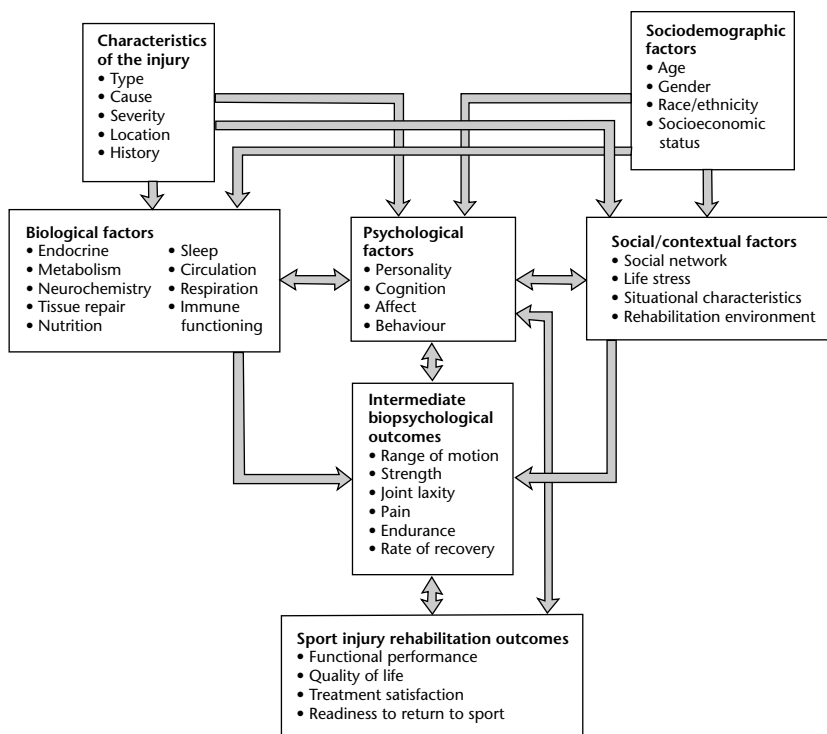 Characteristics
of the injury
• Type
• Cause
• Severity
• Location
• History
Sociodemographic
factors
• Age
• Gender
• Race/ethnicity
• Socioeconomic
status
Biological factors
• Endocrine
• Metabolism
• Neurochemistry
• Tissue repair
• Nutrition
• Sleep
• Circulation
• Respiration
• Immune
functioning
Psychological
factors
• Personality
• Cognition
• Affect
• Behaviour
Social/contextual factors
• Social network
• Life stress
• Situational characteristics
• Rehabilitation environment
Intermediate
biopsychological
outcomes
• Range of motion
• Strength
• Joint laxity
• Pain
• Endurance
• Rate of recovery
Sport injury rehabilitation outcomes
• Functional performance
• Quality of life
• Treatment satisfaction
• Readiness to return to sport